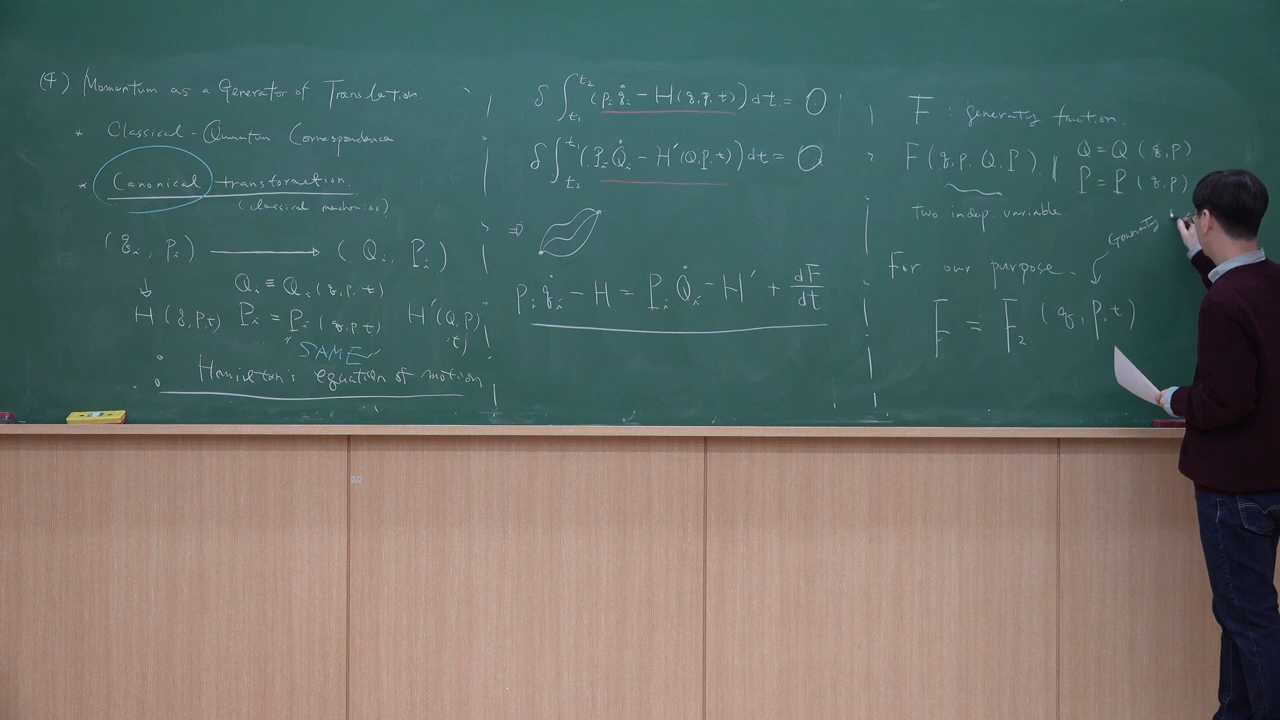 (4) Momentum as a Generator of Translation.
* Classical-Quantum Correspondence
* Canonical transformation.
(classical mechanics)
(q_i, p_i) ⟶ (Q_i, P_i)
↓ Q_i ≡ Q_i (q, p, t)
H(q,p,t) P_i = P_i (q,p,t) H'(Q,P,t)
"SAME"
Hamilton's equation of motion
δ ∫_{t_1}^{t_2} (p_i q̇_i − H(q,p,t)) dt = 0
δ ∫_{t_2}^{t_1} (P_i Q̇_i − H'(Q,P,t)) dt = 0
⇒
p_i q̇_i − H = P_i Q̇_i − H' + dF/dt
F : generating function.
F (q, p, Q, P) Q = Q (q,p)
P = P (q,p)
two indep. variable.
Generating
For our purpose.
F = F_2 (q, P, t)